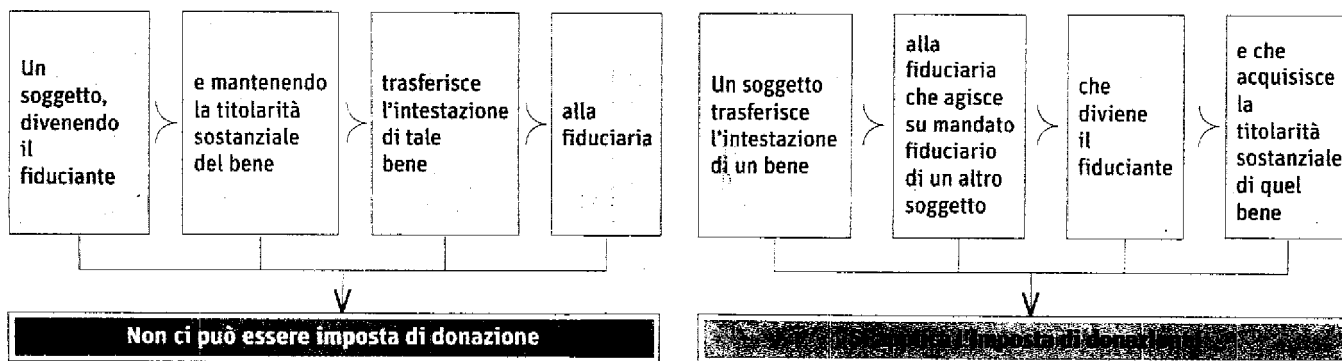 Un
soggetto,
divenendo
il
fiduciante
e mantenendo
la titolarità
sostanziale
del bene
trasferisce
l'intestazione
di tale
bene
alla
fiduciaria
Non ci può essere imposta di donazione
Un soggetto
trasferisce
l'intestazione
di un bene
alla
fiduciaria
che agisce
su mandato
fiduciario
di un altro
soggetto
che
diviene
il
fiduciante
e che
acquisisce
la
titolarità
sostanziale
di quel
bene
l'imposta di